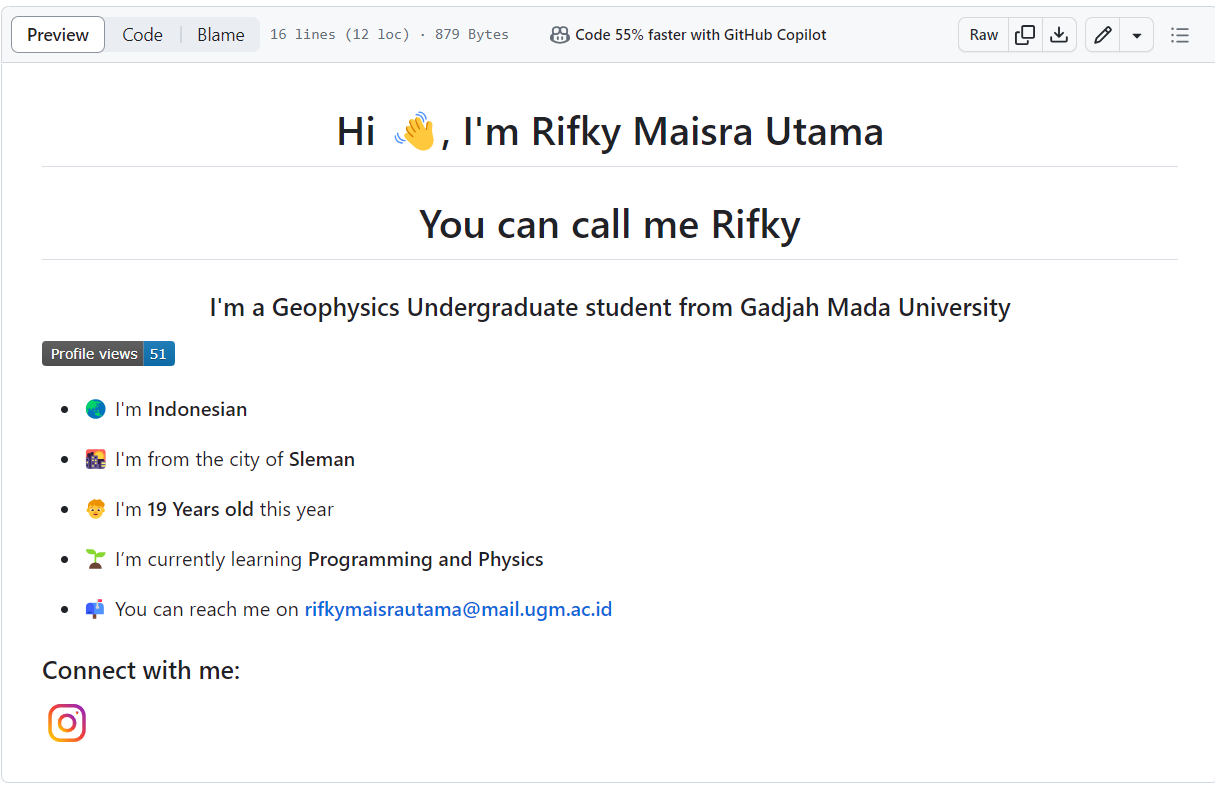 Preview Code Blame 16 lines (12 loc) · 879 Bytes Code 55% faster with GitHub Copilot Raw
Hi 👋, I'm Rifky Maisra Utama
You can call me Rifky
I'm a Geophysics Undergraduate student from Gadjah Mada University
Profile views 51
• 🌏 I'm Indonesian
• 🌇 I'm from the city of Sleman
• 👦 I'm 19 Years old this year
• 🌱 I’m currently learning Programming and Physics
• 📫 You can reach me on rifkymaisrautama@mail.ugm.ac.id
Connect with me: